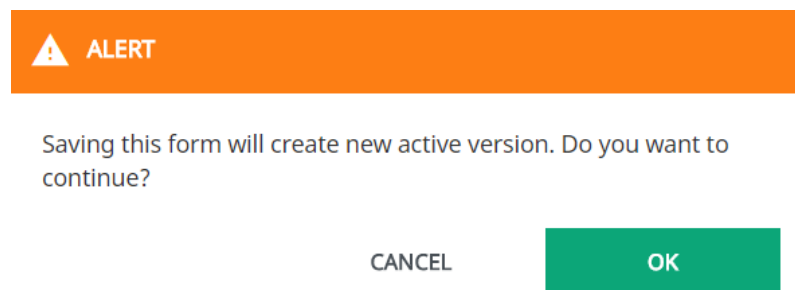 ALERT
Saving this form will create new active version. Do you want to
continue?
CANCEL
OK